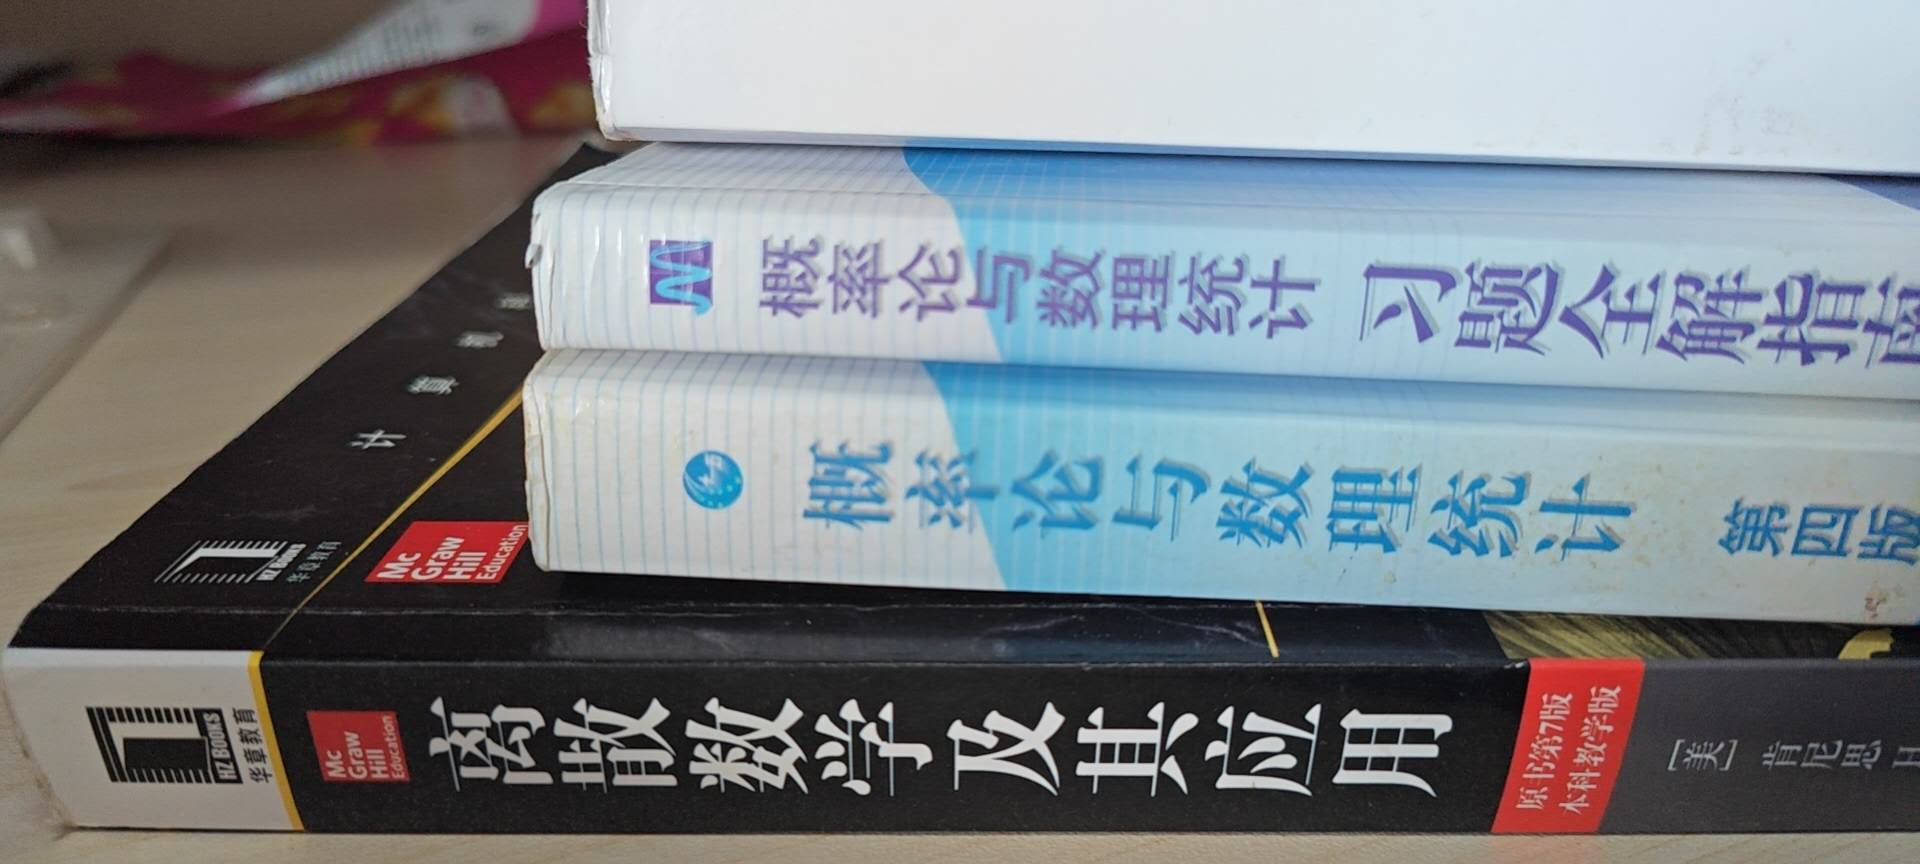 概率论与数理统计 习题全解指南
概率论与数理统计 第四版
计算机
HZ BOOKS
华章教育
Mc
Graw
Hill
Education
HZ BOOKS
华章教育
Mc
Graw
Hill
Education
离散数学及其应用
原书第7版
本科教学版
[美] 肯尼思